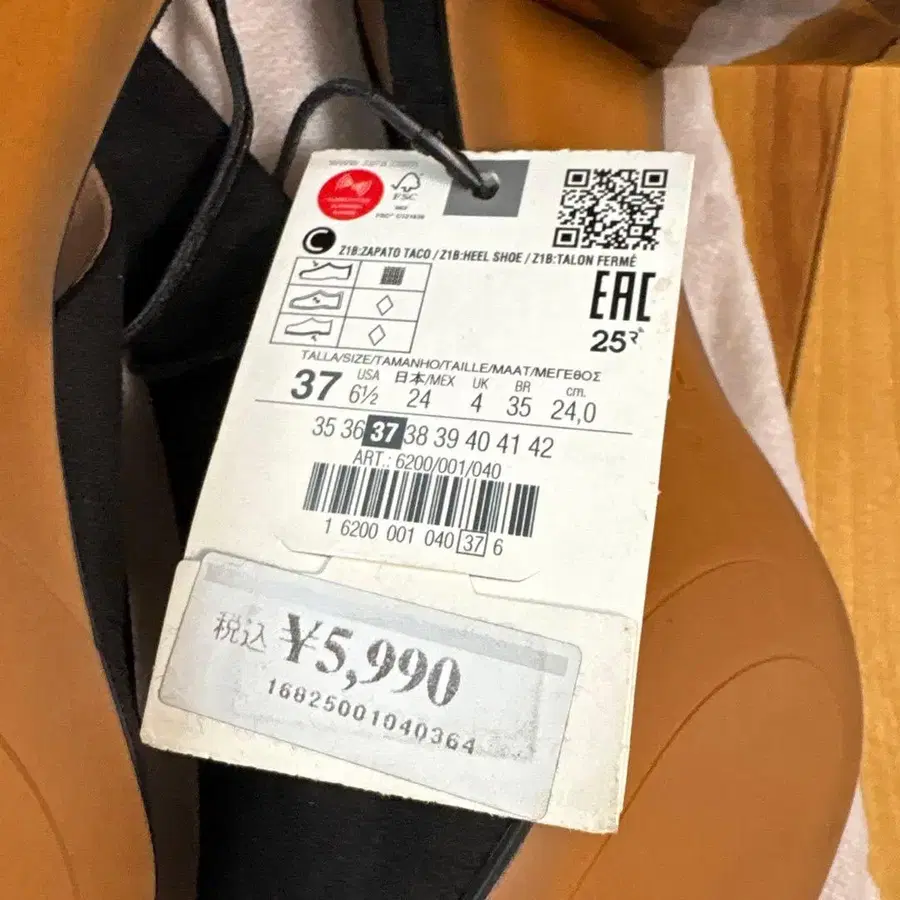 FSC
Z1B:ZAPATO TACO / Z1B:HEEL SHOE / Z1B:TALON FERMÉ
EAC
25
TALLA/SIZE/TAMANHO/TAILLE/MAAT/ΜΕΓΕΘΟΣ
37 USA 6½ 日本/MEX 24 UK 4 BR 35 cm. 24,0
35 36 37 38 39 40 41 42
ART.: 6200/001/040
1 6200 001 040 37 6
税込 ¥5,990
16825001040364